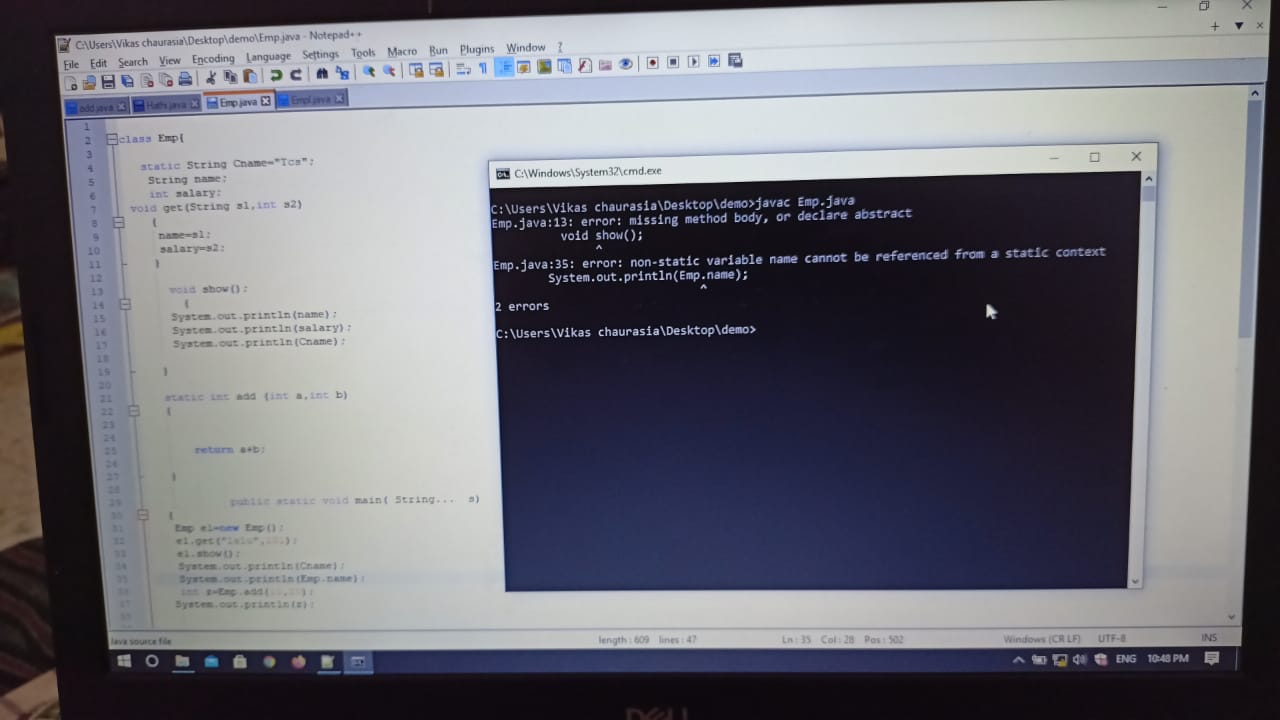 C:\Users\Vikas chaurasia\Desktop\demo\Emp.java - Notepad++
File Edit Search View Encoding Language Settings Tools Macro Run Plugins Window ?
add.java Hathi.java Emp.java Empl.java
1
2 class Emp{
3
4 static String Cname="Tcs";
5 String name;
6 int salary;
7 void get(String s1,int s2)
8 {
9 name=s1;
10 salary=s2;
11 }
12
13 void show();
14 {
15 System.out.println(name);
16 System.out.println(salary);
17 System.out.println(Cname);
18
19 }
20
21 static int add (int a,int b)
22 {
23
24
25 return a+b;
26
27 }
28
29 public static void main( String... s)
30 {
31 Emp e1=new Emp();
32 e1.get("lalu",);
33 e1.show();
34 System.out.println(Cname);
35 System.out.println(Emp.name);
36 int z=Emp.add();
37 System.out.println(z);
38
C:\Windows\System32\cmd.exe
C:\Users\Vikas chaurasia\Desktop\demo>javac Emp.java
Emp.java:13: error: missing method body, or declare abstract
void show();
^
Emp.java:35: error: non-static variable name cannot be referenced from a static context
System.out.println(Emp.name);
^
2 errors
C:\Users\Vikas chaurasia\Desktop\demo>
Java source file length : 609 lines : 47 Ln : 35 Col : 28 Pos : 502 Windows (CR LF) UTF-8 INS
ENG 10:48 PM
DELL